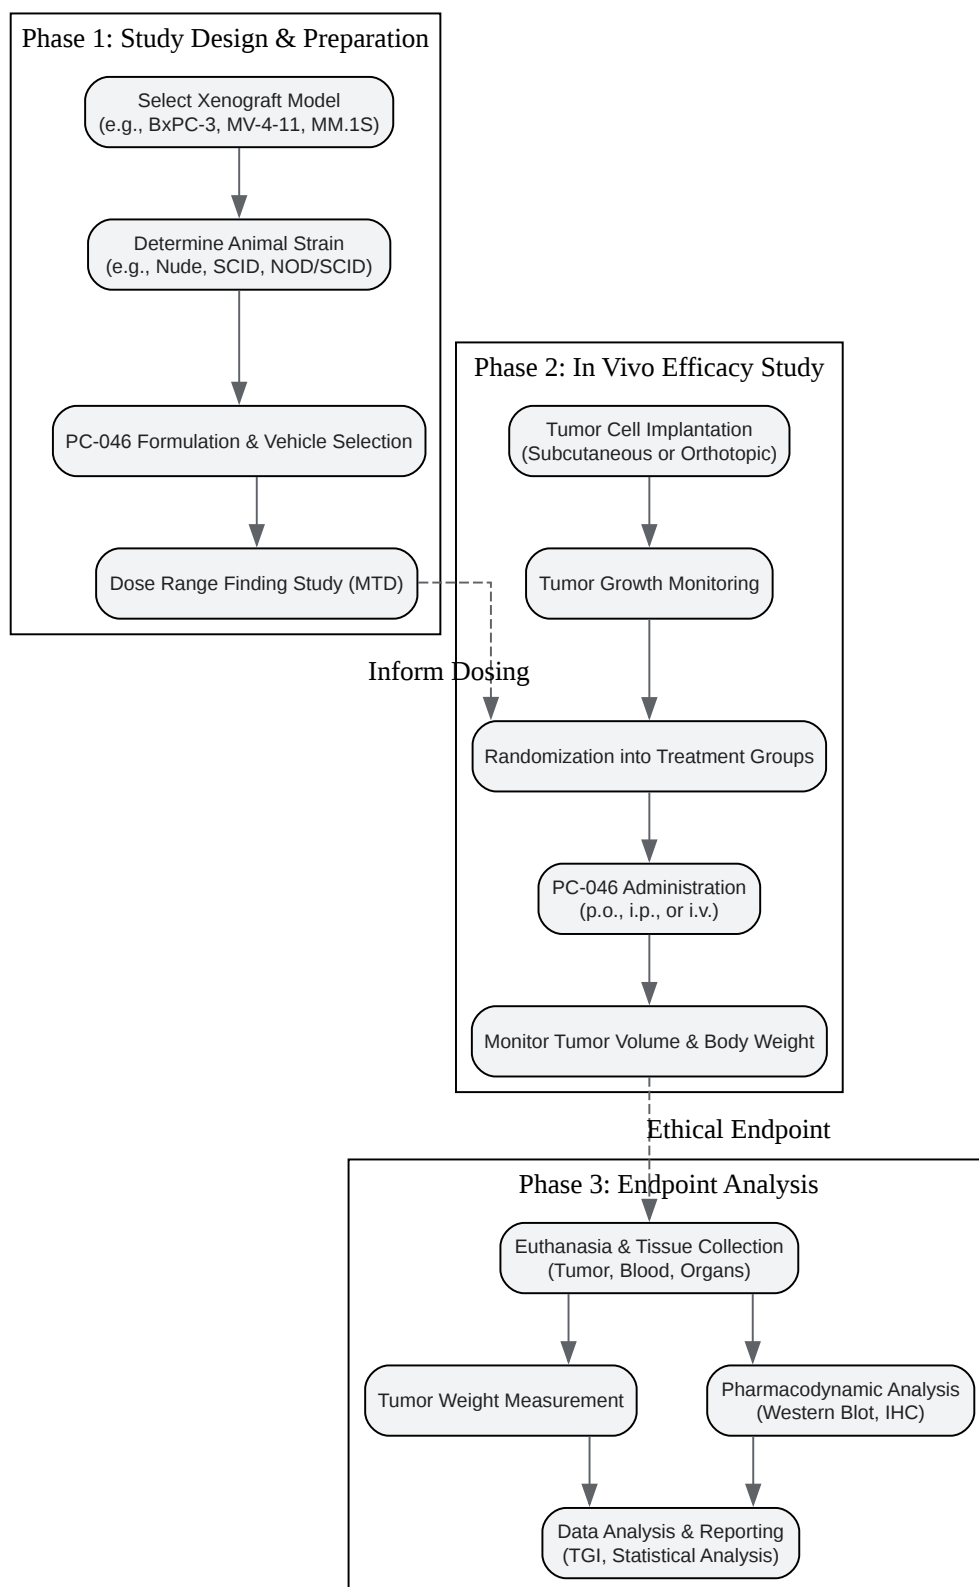 Phase 1: Study Design & Preparation
Select Xenograft Model
(e.g., BxPC-3, MV-4-11, MM.1S)
Determine Animal Strain
(e.g., Nude, SCID, NOD/SCID)
PC-046 Formulation & Vehicle Selection
Dose Range Finding Study (MTD)
Inform Dosing
Phase 2: In Vivo Efficacy Study
Tumor Cell Implantation
(Subcutaneous or Orthotopic)
Tumor Growth Monitoring
Randomization into Treatment Groups
PC-046 Administration
(p.o., i.p., or i.v.)
Monitor Tumor Volume & Body Weight
Ethical Endpoint
Phase 3: Endpoint Analysis
Euthanasia & Tissue Collection
(Tumor, Blood, Organs)
Tumor Weight Measurement
Pharmacodynamic Analysis
(Western Blot, IHC)
Data Analysis & Reporting
(TGI, Statistical Analysis)